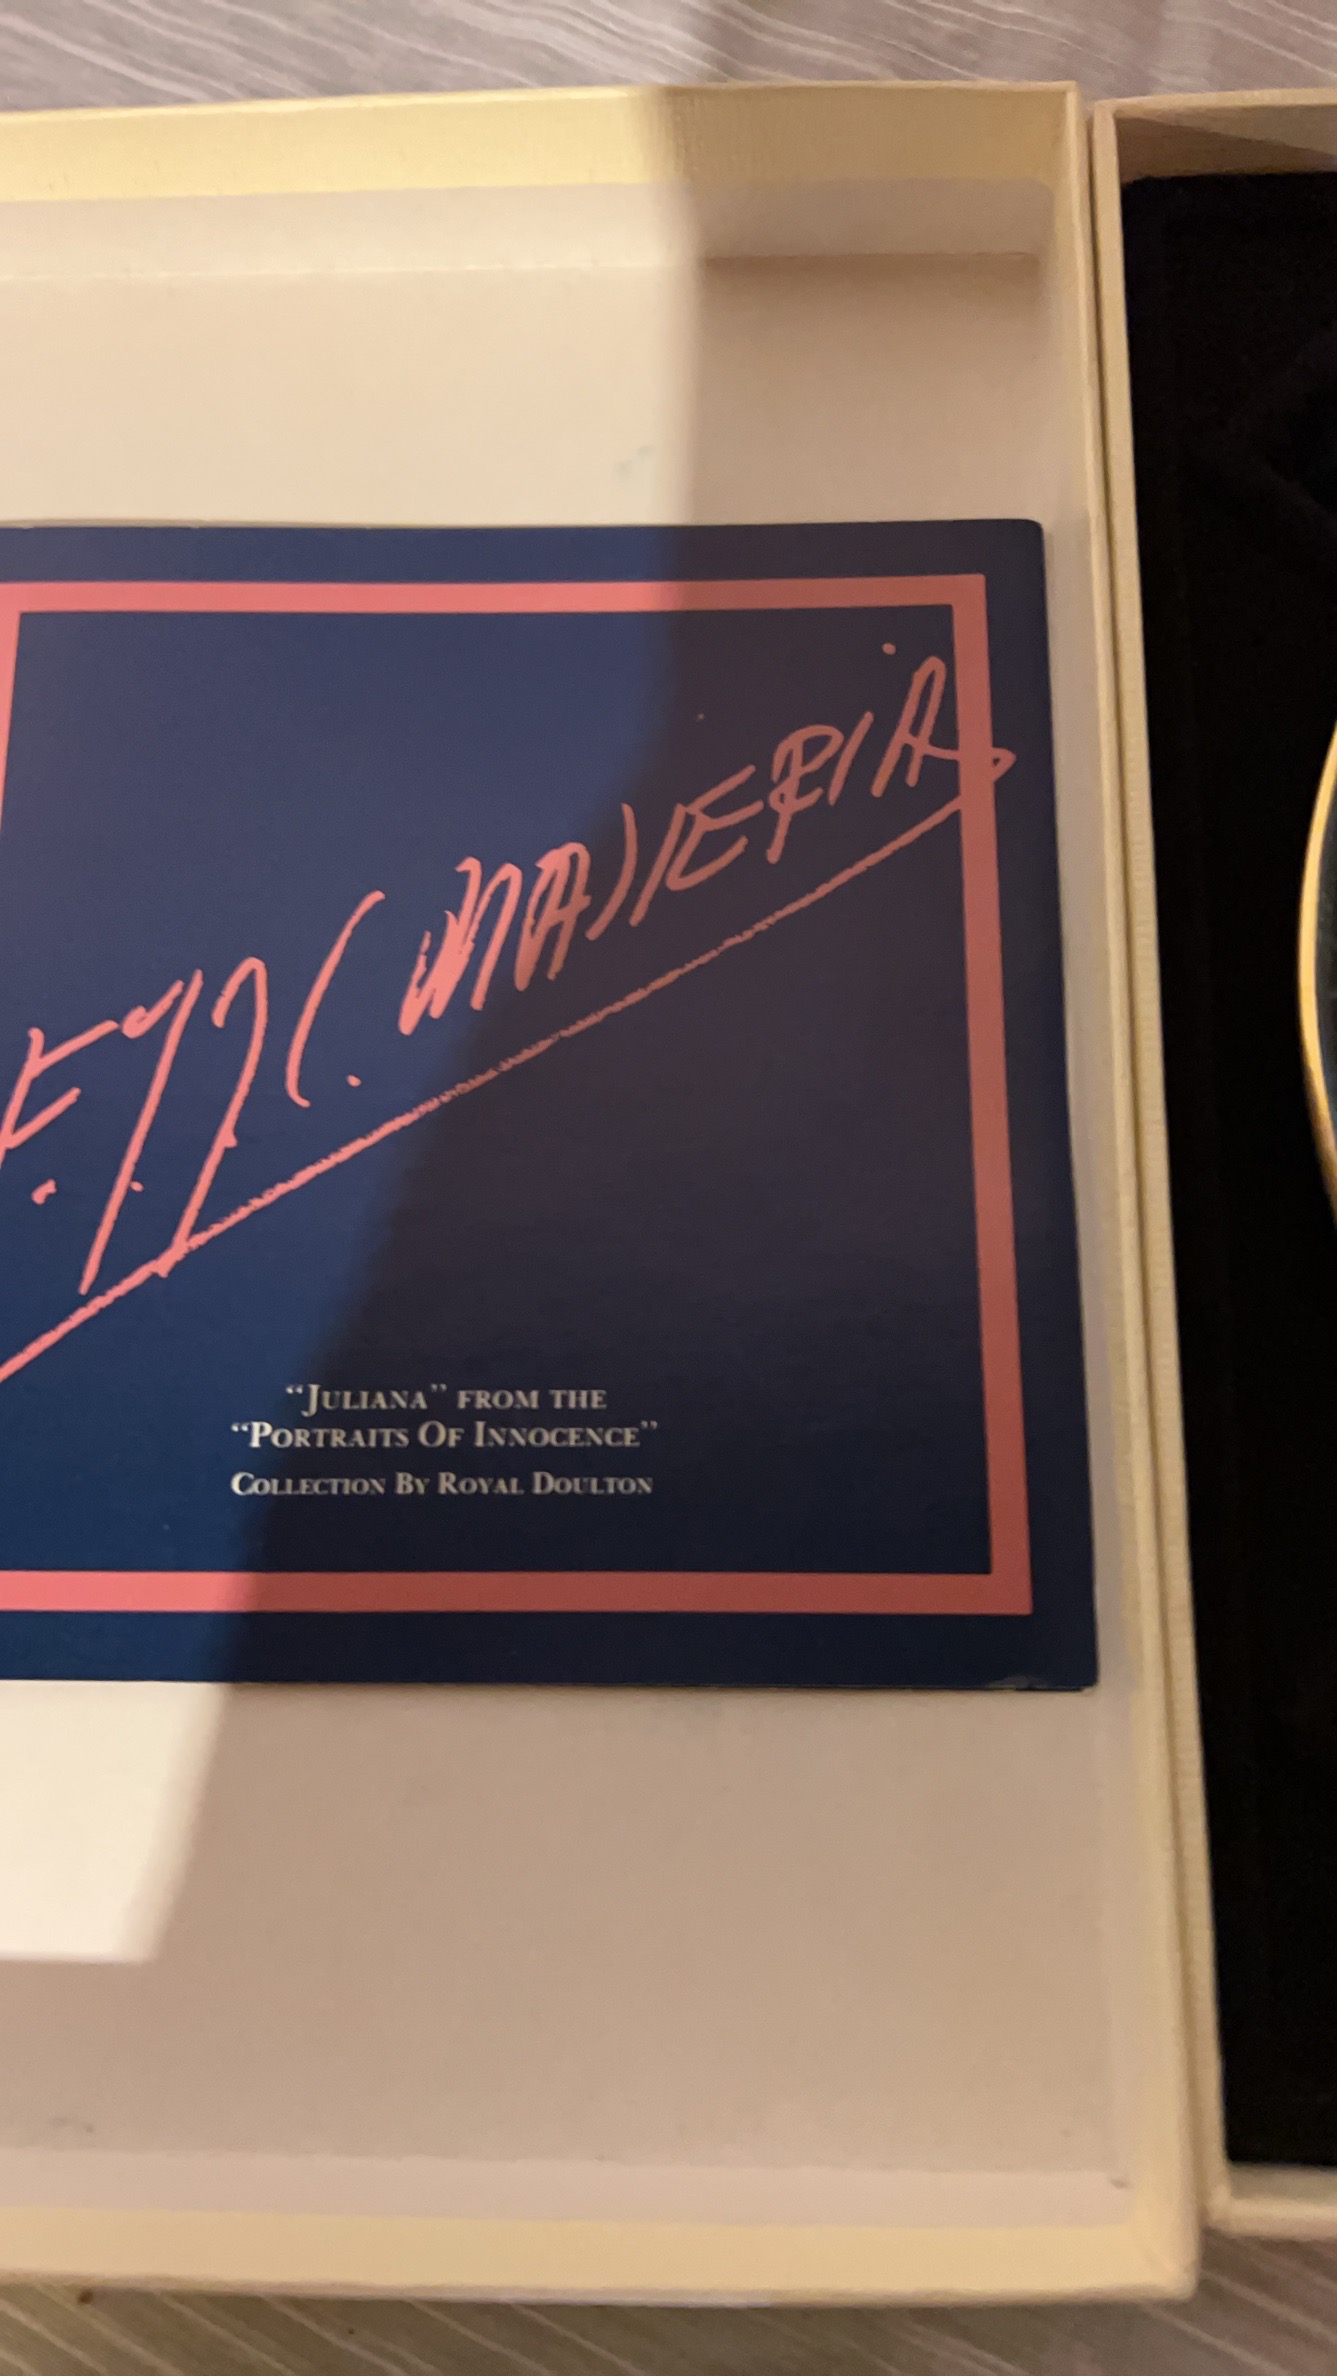 MASSERIA
“JULIANA” FROM THE
“PORTRAITS OF INNOCENCE”
COLLECTION BY ROYAL DOULTON